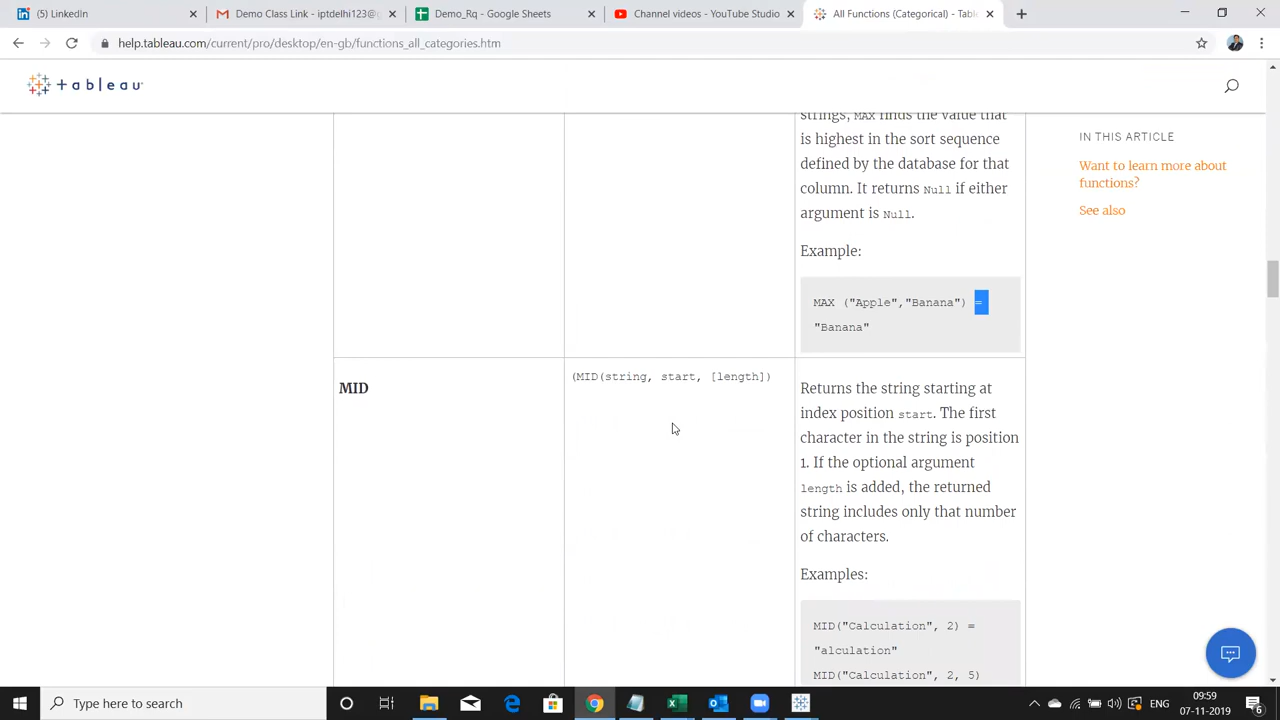 (5) LinkedIn
Demo Class Link - iptdelhi123@g
Demo_Rq - Google Sheets
Channel videos - YouTube Studio
All Functions (Categorical) - Tabl
help.tableau.com/current/pro/desktop/en-gb/functions_all_categories.htm
+ableau
strings, MAX finds the value that
is highest in the sort sequence
defined by the database for that
column. It returns Null if either
argument is Null.
Example:
MAX ("Apple","Banana") =
"Banana"
IN THIS ARTICLE
Want to learn more about
functions?
See also
MID
(MID(string, start, [length])
Returns the string starting at
index position start. The first
character in the string is position
1. If the optional argument
length is added, the returned
string includes only that number
of characters.
Examples:
MID("Calculation", 2) =
"alculation"
MID("Calculation", 2, 5)
Type here to search
ENG
09:59
07-11-2019
6